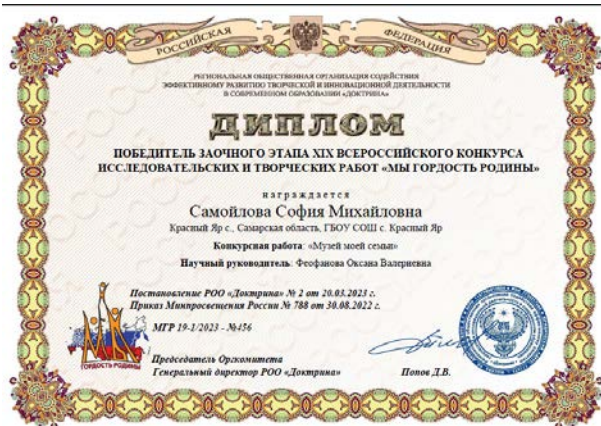 РОССИЙСКАЯ ФЕДЕРАЦИЯ
РЕГИОНАЛЬНАЯ ОБЩЕСТВЕННАЯ ОРГАНИЗАЦИЯ СОДЕЙСТВИЯ
ЭФФЕКТИВНОМУ РАЗВИТИЮ ТВОРЧЕСКОЙ И ИННОВАЦИОННОЙ ДЕЯТЕЛЬНОСТИ
В СОВРЕМЕННОМ ОБРАЗОВАНИИ «ДОКТРИНА»
ДИПЛОМ
ПОБЕДИТЕЛЬ ЗАОЧНОГО ЭТАПА XIX ВСЕРОССИЙСКОГО КОНКУРСА
ИССЛЕДОВАТЕЛЬСКИХ И ТВОРЧЕСКИХ РАБОТ «МЫ ГОРДОСТЬ РОДИНЫ»
награждается
Самойлова София Михайловна
Красный Яр с., Самарская область, ГБОУ СОШ с. Красный Яр
Конкурсная работа: «Музей моей семьи»
Научный руководитель: Феофанова Оксана Валериевна
Постановление РОО «Доктрина» № 2 от 20.03.2023 г.
Приказ Минпросвещения России № 788 от 30.08.2022 г.
МГР 19-1/2023 - №456
ГОРДОСТЬ РОДИНЫ
Председатель Оргкомитета
Генеральный директор РОО «Доктрина» Попов Д.В.